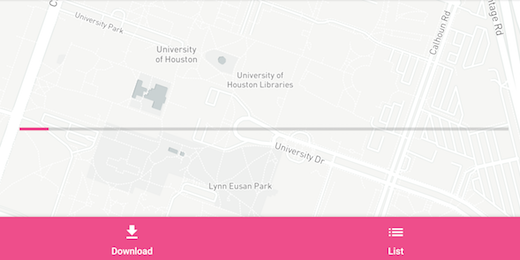 University Park
University
of Houston
University of
Houston Libraries
Calhoun Rd
University Dr
Lynn Eusan Park
Download
List